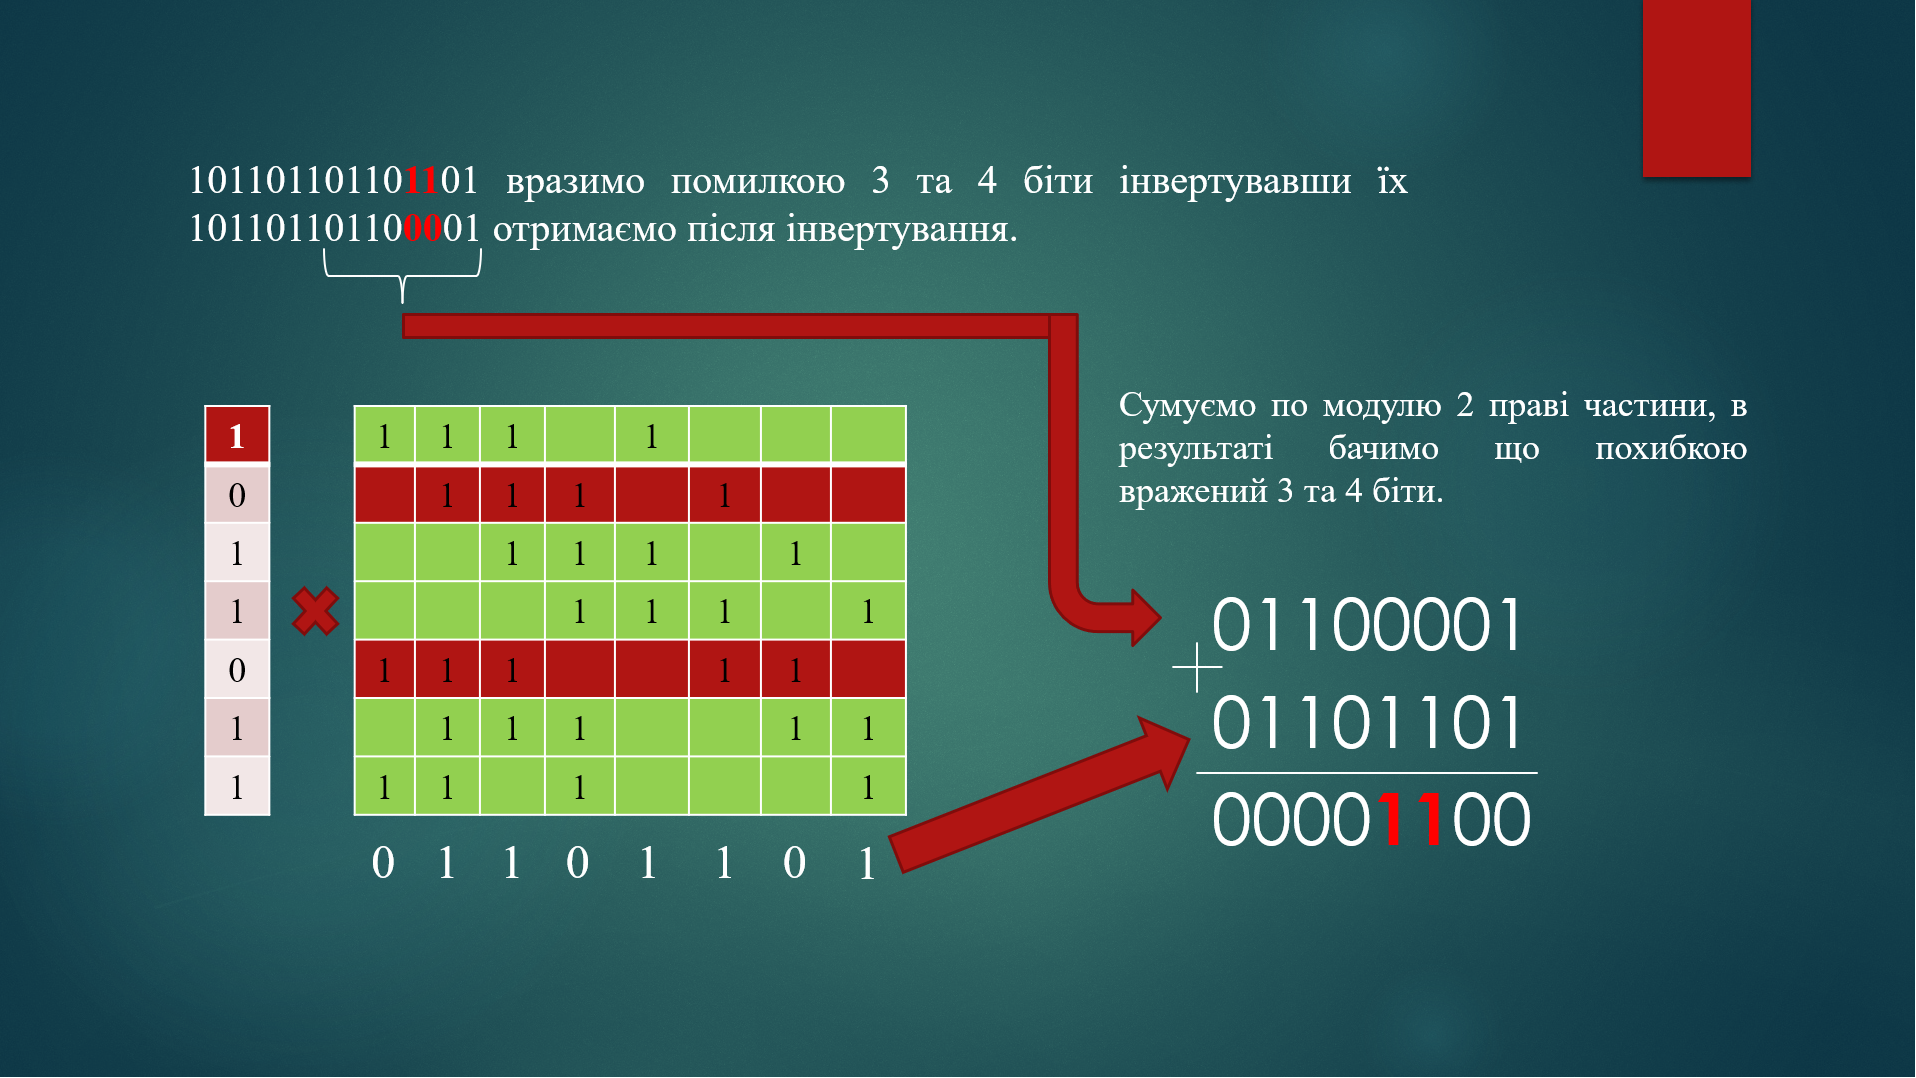 101101101101101 вразимо помилкою 3 та 4 біти інвертувавши їх
101101101100001 отримаємо після інвертування.
Сумуємо по модулю 2 праві частини, в
результаті бачимо що похибкою
вражений 3 та 4 біти.
1 1 1 1 1
0 1 1 1 1
1 1 1 1 1
1 1 1 1 1
0 1 1 1 1 1
1 1 1 1 1 1
1 1 1 1 1
0 1 1 0 1 1 0 1
01100001
01101101
00001100